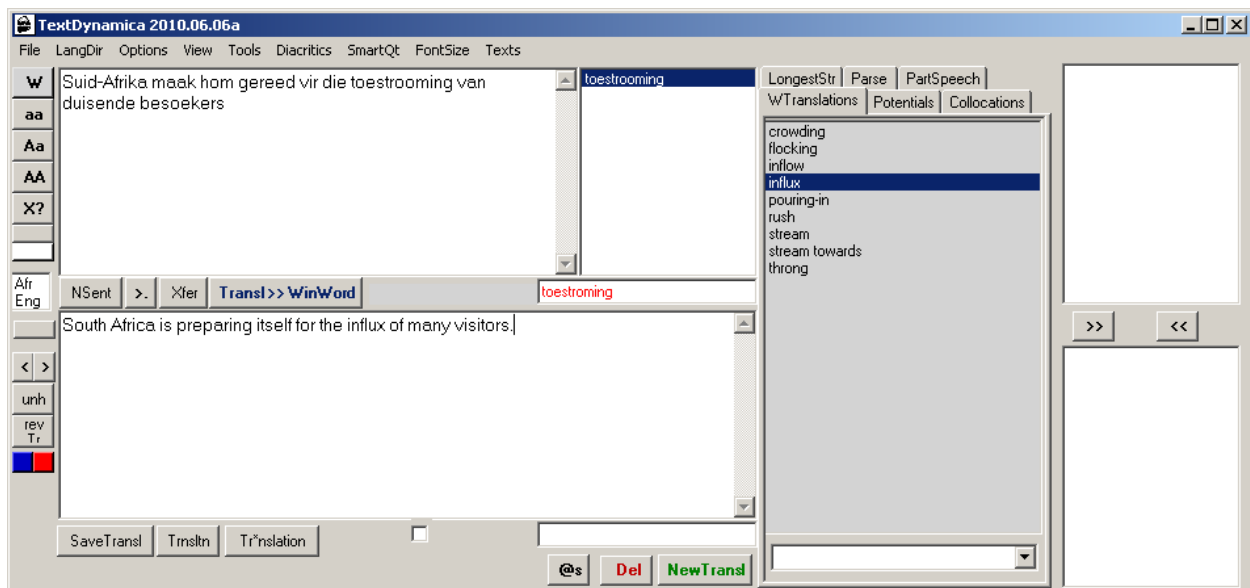 TextDynamica 2010.06.06a
File LangDir Options View Tools Diacritics SmartQt FontSize Texts
W
aa
Aa
AA
X?
Afr
Eng
< >
unh
rev
Tr
Suid-Afrika maak hom gereed vir die toestrooming van
duisende besoekers
toestrooming
NSent >. Xfer Transl>>WinWord
toestroming
South Africa is preparing itself for the influx of many visitors.
SaveTransl Trnsltn Tr*nslation
@s Del NewTransl
LongestStr Parse PartSpeech
WTranslations Potentials Collocations
crowding
flocking
inflow
influx
pouring-in
rush
stream
stream towards
throng
>> <<